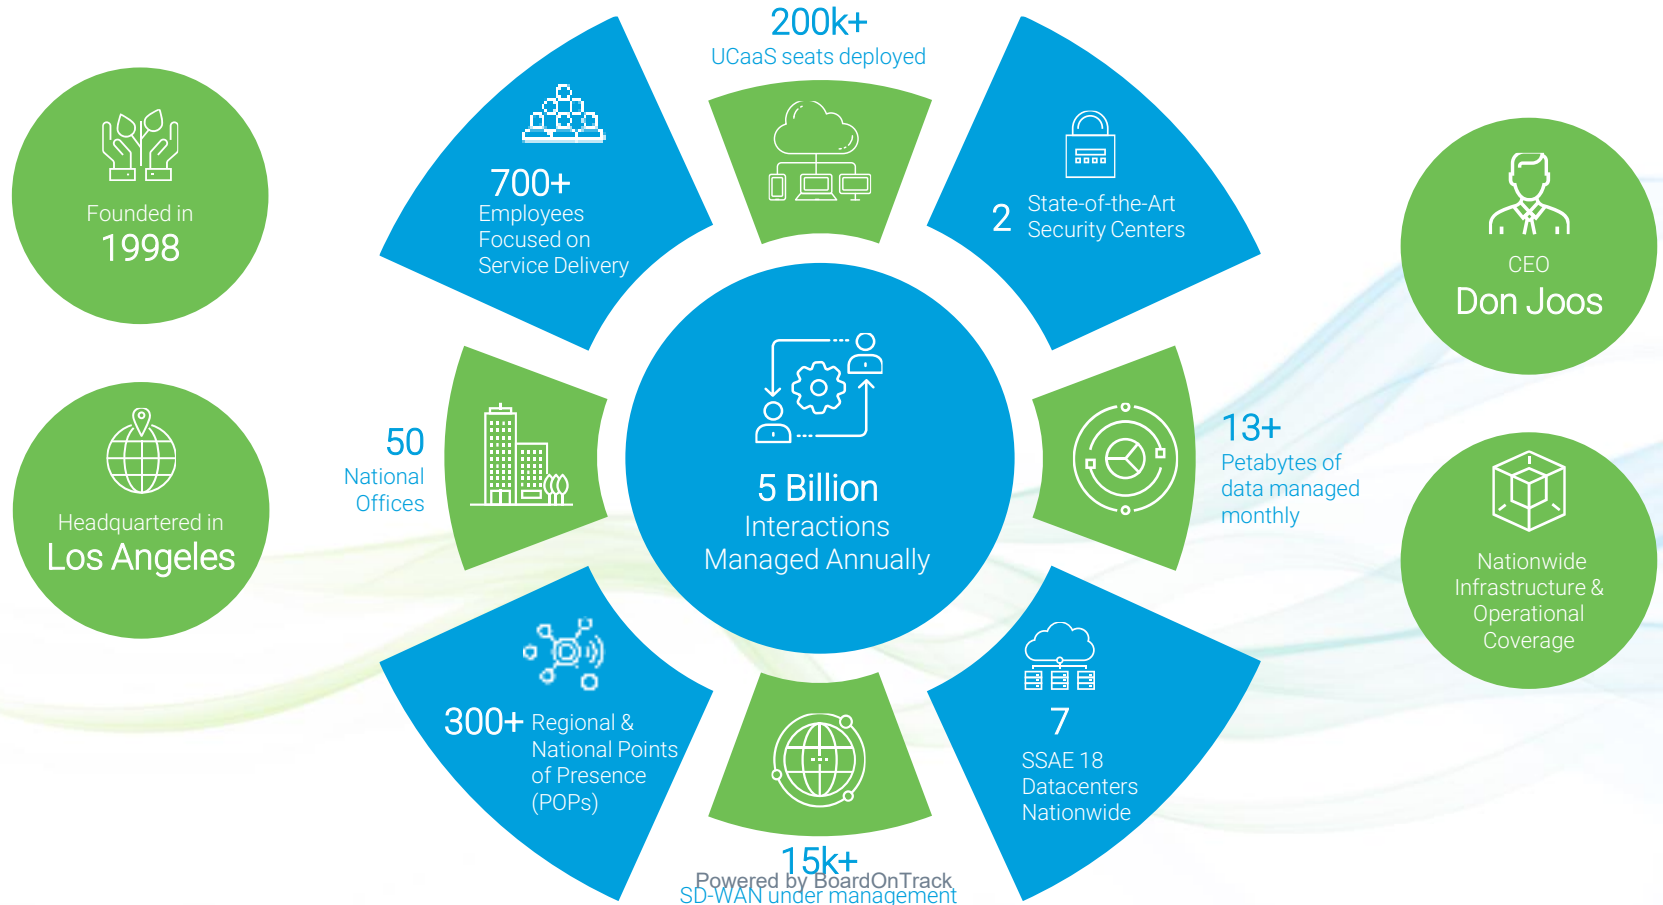 200k+
UCaaS seats deployed
Founded in
1998
700+
Employees
Focused on
Service Delivery
2
State-of-the-Art
Security Centers
CEO
Don Joos
50
National
Offices
5 Billion
Interactions
Managed Annually
13+
Petabytes of
data managed
monthly
Headquartered in
Los Angeles
Nationwide
Infrastructure &
Operational
Coverage
300+
Regional &
National Points
of Presence
(POPs)
7
SSAE 18
Datacenters
Nationwide
15k+
Powered by BoardOnTrack
SD-WAN under management